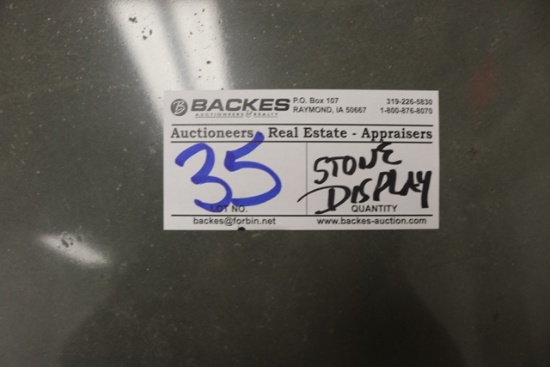 BACKES P.O. Box 107 319-226-5830
AUCTIONEERS & REALTY RAYMOND, IA 50667 1-800-876-8070
Auctioneers - Real Estate - Appraisers
35 STONE DISPLAY
LOT NO. QUANTITY
backes@forbin.net www.backes-auction.com